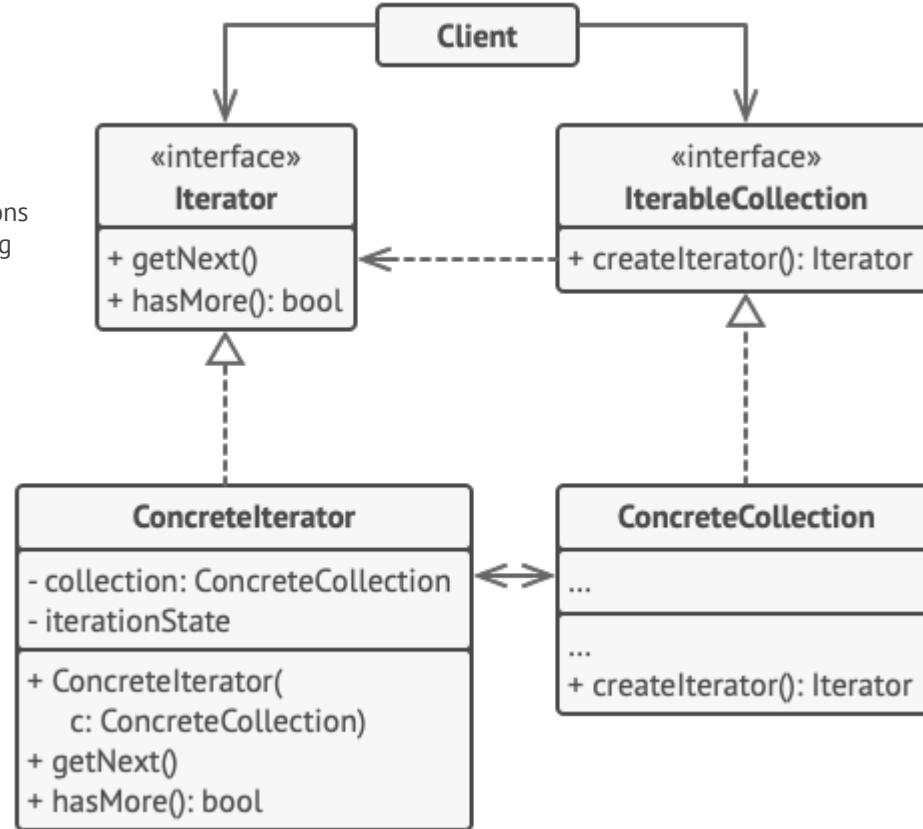 Client
«interface»
Iterator
+ getNext()
+ hasMore(): bool
«interface»
IterableCollection
+ createIterator(): Iterator
ons
g
ConcreteIterator
- collection: ConcreteCollection
- iterationState
+ ConcreteIterator(
c: ConcreteCollection)
+ getNext()
+ hasMore(): bool
ConcreteCollection
...
...
+ createIterator(): Iterator